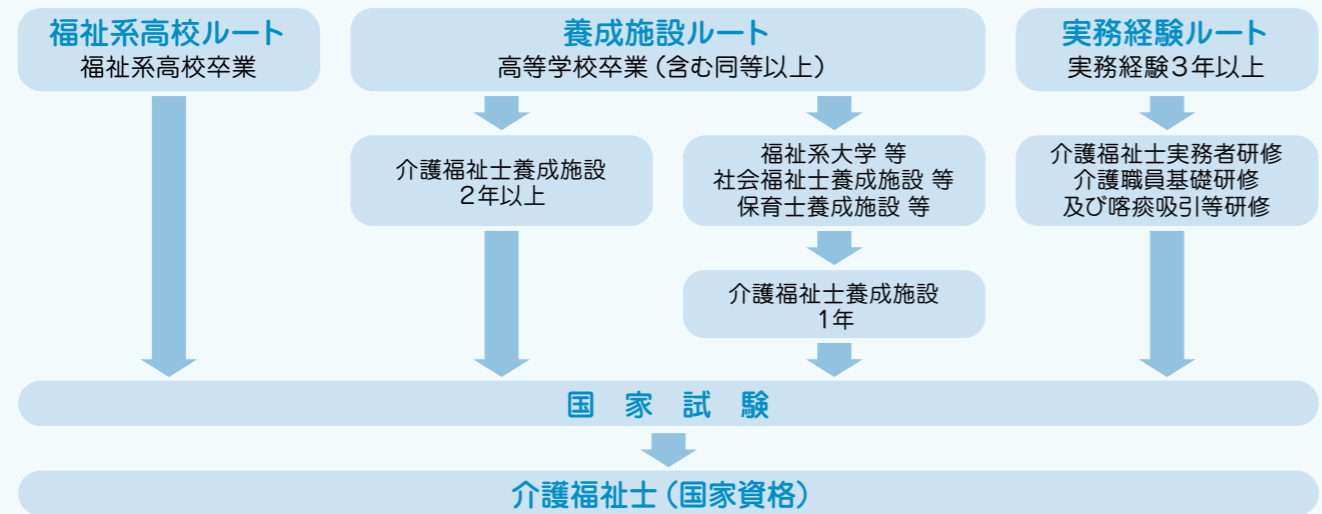 福祉系高校ルート
福祉系高校卒業
養成施設ルート
高等学校卒業（含む同等以上）
実務経験ルート
実務経験3年以上
介護福祉士養成施設
2年以上
福祉系大学 等
社会福祉士養成施設 等
保育士養成施設 等
介護福祉士実務者研修
介護職員基礎研修
及び喀痰吸引等研修
介護福祉士養成施設
1年
国 家 試 験
介護福祉士（国家資格）